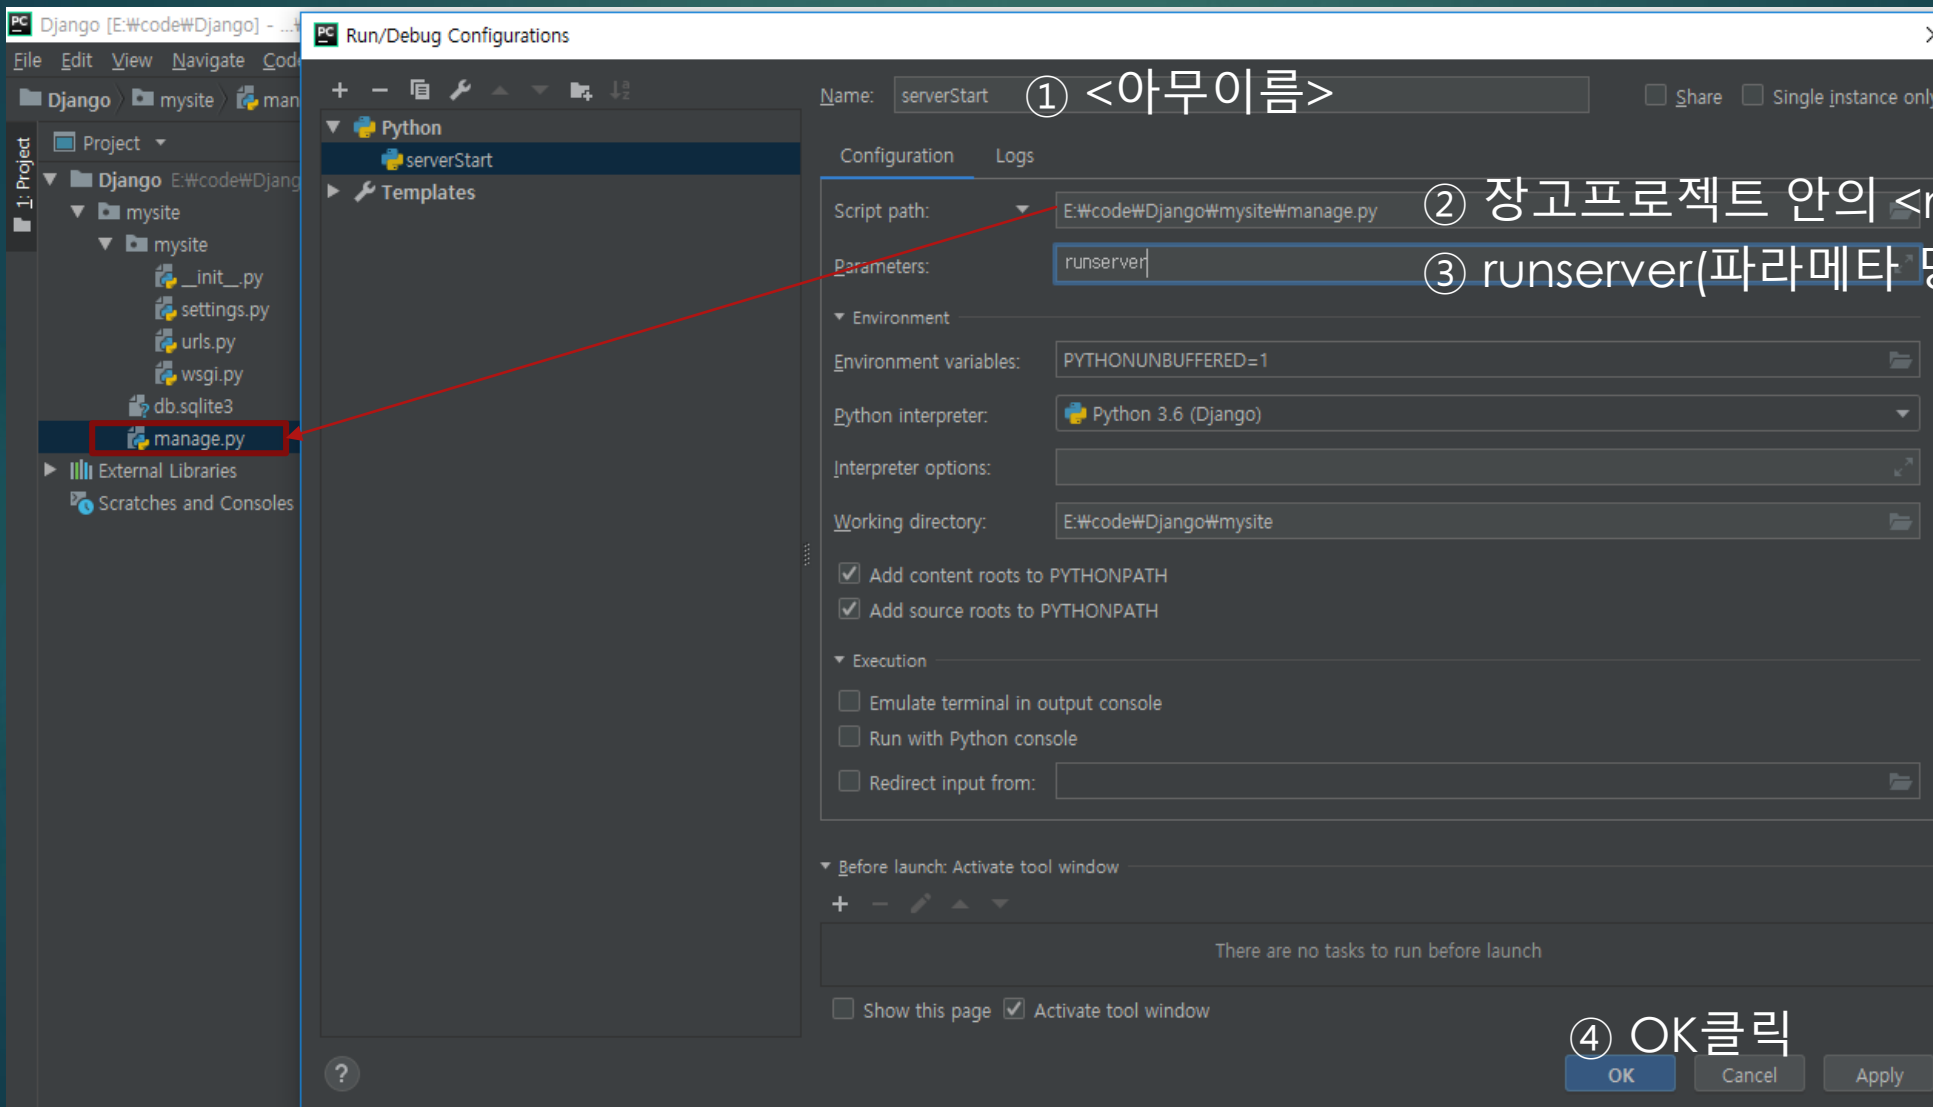 PC Django [E:₩code₩Django] - ...
PC Run/Debug Configurations
File Edit View Navigate
Django mysite
1: Project
Project
Django E:₩code₩Djang
mysite
mysite
__init__.py
settings.py
urls.py
wsgi.py
db.sqlite3
manage.py
External Libraries
Scratches and Consoles
Python
serverStart
Templates
Name: serverStart ① <아무이름> Share Single instance only
Configuration Logs
Script path: E:₩code₩Django₩mysite₩manage.py ② 장고프로젝트 안의
Parameters: runserver ③ runserver(파라메타
Environment
Environment variables: PYTHONUNBUFFERED=1
Python interpreter: Python 3.6 (Django)
Interpreter options:
Working directory: E:₩code₩Django₩mysite
Add content roots to PYTHONPATH
Add source roots to PYTHONPATH
Execution
Emulate terminal in output console
Run with Python console
Redirect input from:
Before launch: Activate tool window
There are no tasks to run before launch
Show this page Activate tool window
④ OK클릭
? OK Cancel Apply